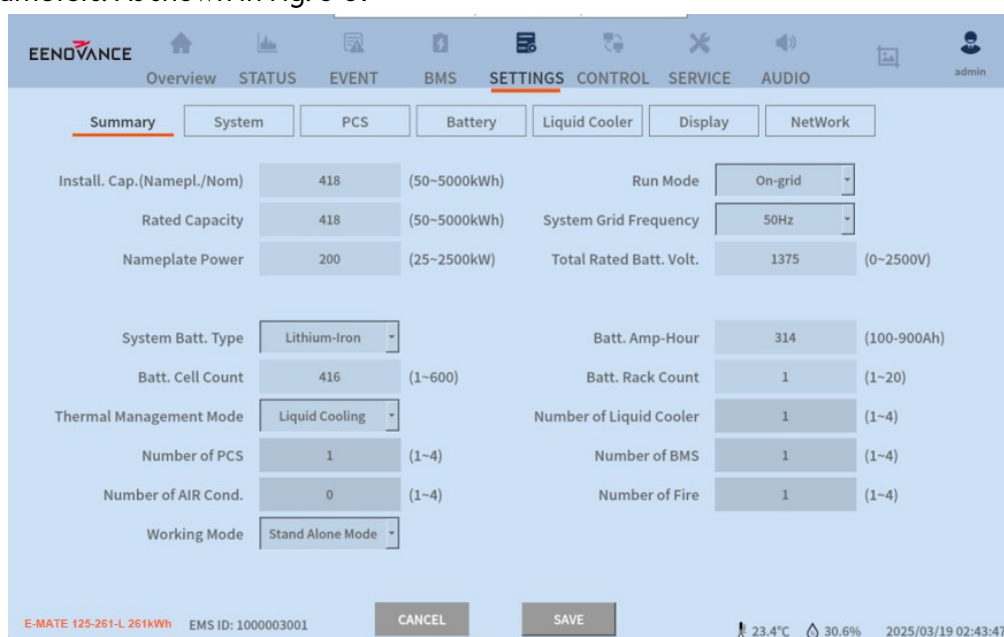 EENOVANCE
Overview STATUS EVENT BMS SETTINGS CONTROL SERVICE AUDIO admin
Summary System PCS Battery Liquid Cooler Display NetWork
Install. Cap.(Namepl./Nom) 418 (50~5000kWh) Run Mode On-grid
Rated Capacity 418 (50~5000kWh) System Grid Frequency 50Hz
Nameplate Power 200 (25~2500kW) Total Rated Batt. Volt. 1375 (0~2500V)
System Batt. Type Lithium-Iron Batt. Amp-Hour 314 (100-900Ah)
Batt. Cell Count 416 (1~600) Batt. Rack Count 1 (1~20)
Thermal Management Mode Liquid Cooling Number of Liquid Cooler 1 (1~4)
Number of PCS 1 (1~4) Number of BMS 1 (1~4)
Number of AIR Cond. 0 (1~4) Number of Fire 1 (1~4)
Working Mode Stand Alone Mode
CANCEL SAVE
E-MATE 125-261-L 261kWh EMS ID: 1000003001 23.4°C 30.6% 2025/03/19 02:43:47